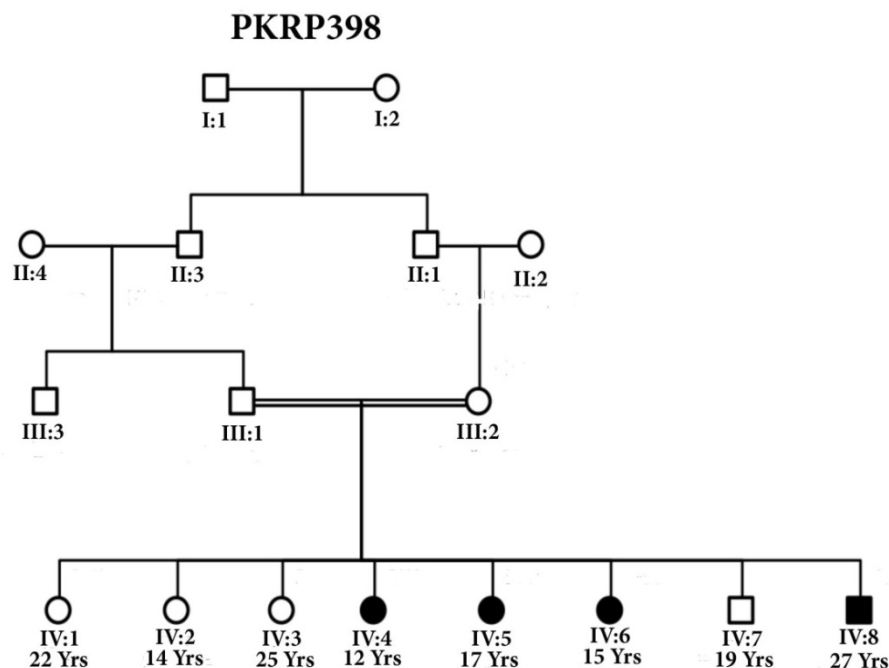 PKRP398
I:1
I:2
II:4
II:3
II:1
II:2
III:3
III:1
III:2
IV:1
22 Yrs
IV:2
14 Yrs
IV:3
25 Yrs
IV:4
12 Yrs
IV:5
17 Yrs
IV:6
15 Yrs
IV:7
19 Yrs
IV:8
27 Yrs